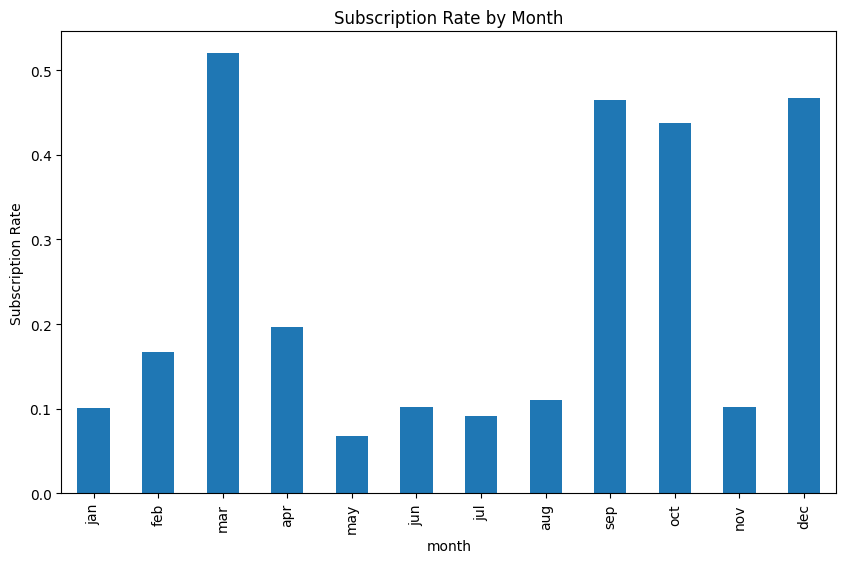 Subscription Rate by Month
Subscription Rate
0.5
0.4
0.3
0.2
0.1
0.0
jan
feb
mar
apr
may
jun
jul
aug
sep
oct
nov
dec
month